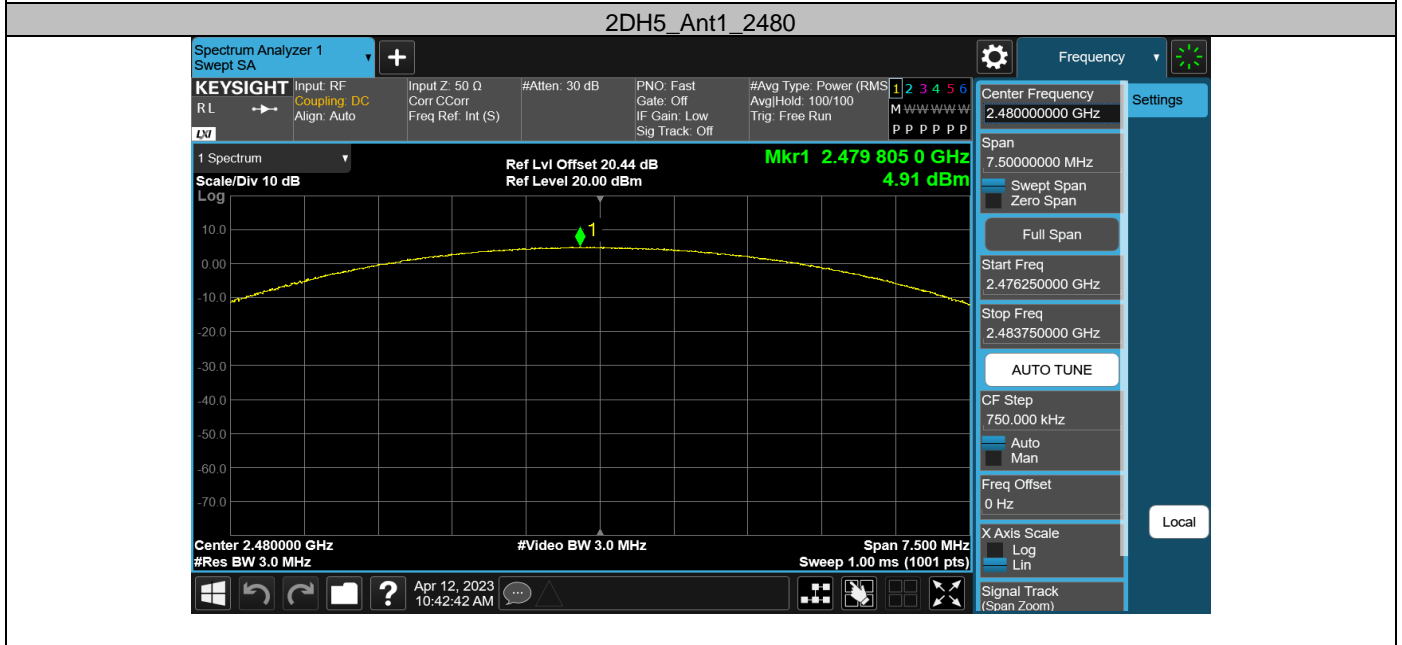 2DH5_Ant1_2480
Spectrum Analyzer 1
Swept SA
+
Frequency
KEYSIGHT
RL
LXI
Input: RF
Coupling: DC
Align: Auto
Input Z: 50 Ω
Corr CCorr
Freq Ref: Int (S)
#Atten: 30 dB
PNO: Fast
Gate: Off
IF Gain: Low
Sig Track: Off
#Avg Type: Power (RMS
Avg|Hold: 100/100
Trig: Free Run
1 2 3 4 5 6
M W W W W W
P P P P P P
1 Spectrum
Scale/Div 10 dB
Log
Ref Lvl Offset 20.44 dB
Ref Level 20.00 dBm
Mkr1 2.479 805 0 GHz
4.91 dBm
1
10.0
0.00
-10.0
-20.0
-30.0
-40.0
-50.0
-60.0
-70.0
Center 2.480000 GHz
#Res BW 3.0 MHz
#Video BW 3.0 MHz
Span 7.500 MHz
Sweep 1.00 ms (1001 pts)
Center Frequency
2.480000000 GHz
Span
7.50000000 MHz
Swept Span
Zero Span
Full Span
Start Freq
2.476250000 GHz
Stop Freq
2.483750000 GHz
AUTO TUNE
CF Step
750.000 kHz
Auto
Man
Freq Offset
0 Hz
X Axis Scale
Log
Lin
Signal Track
(Span Zoom)
Settings
Local
?
Apr 12, 2023
10:42:42 AM